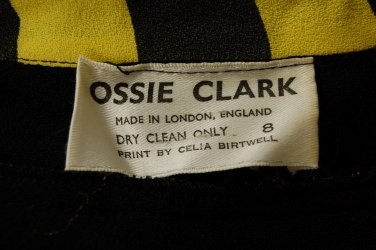 OSSIE CLARK
MADE IN LONDON, ENGLAND
DRY CLEAN ONLY 8
PRINT BY CELIA BIRTWELL